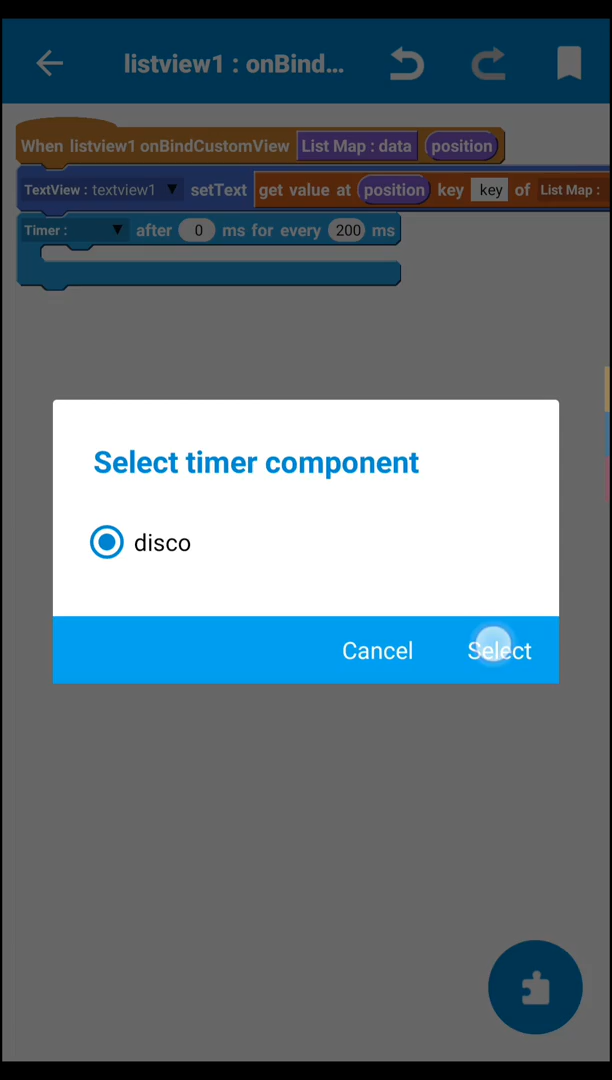 listview1 : onBind...
When listview1 onBindCustomView List Map : data position
TextView : textview1 setText get value at position key key of List Map :
Timer : after 0 ms for every 200 ms
Select timer component
disco
Cancel Select